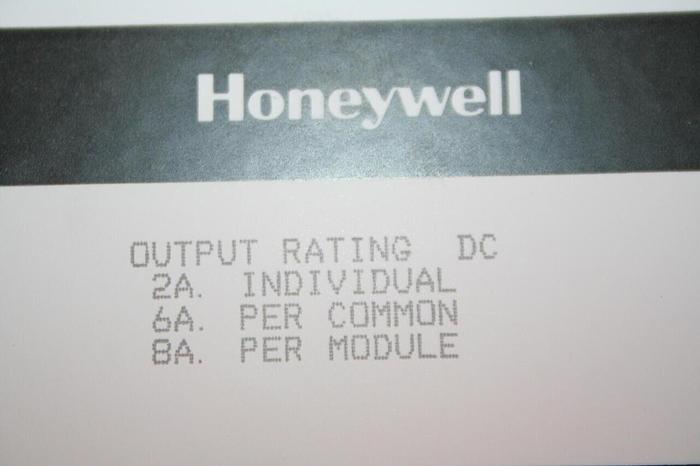 Honeywell
OUTPUT RATING DC
2A. INDIVIDUAL
6A. PER COMMON
8A. PER MODULE